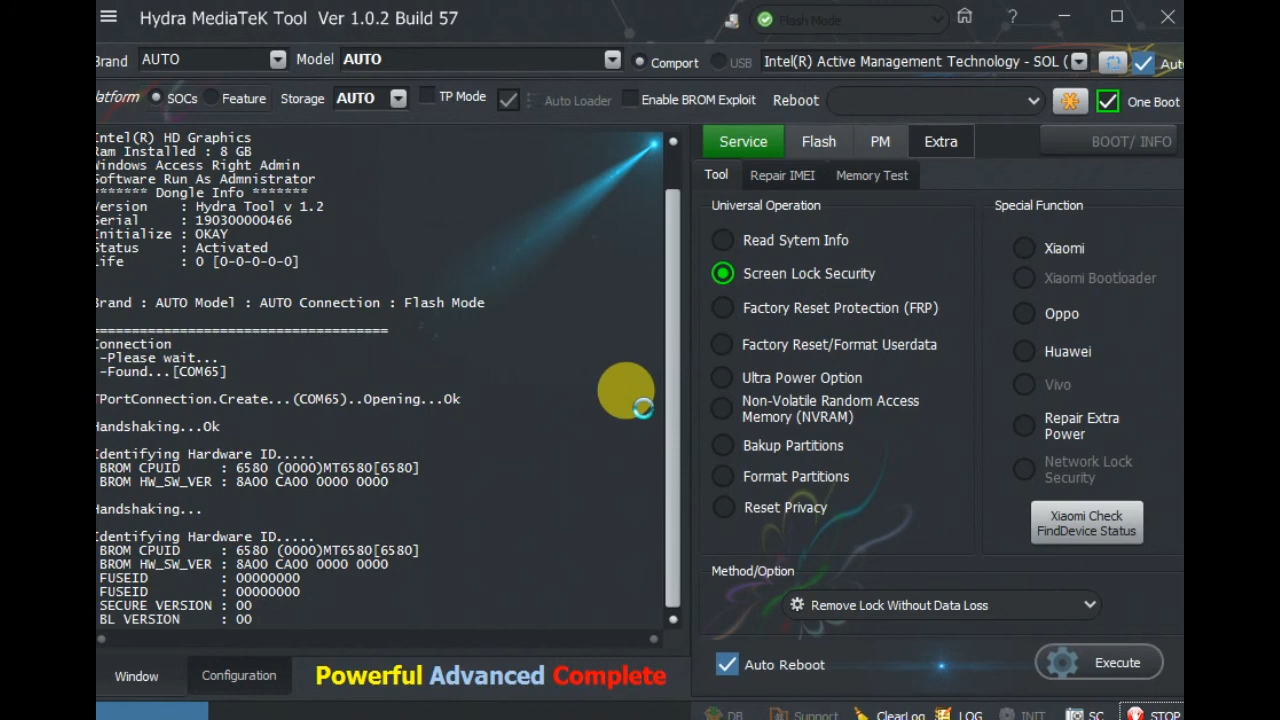 Hydra MediaTeK Tool Ver 1.0.2 Build 57
Flash Mode
?
Brand AUTO Model AUTO Comport USB Intel(R) Active Management Technology - SOL ( Aut
latform SOCs Feature Storage AUTO TP Mode Auto Loader Enable BROM Exploit Reboot One Boot
Intel(R) HD Graphics
Ram Installed : 8 GB
Windows Access Right Admin
Software Run As Admnistrator
******* Dongle Info *******
Version : Hydra Tool v 1.2
Serial : 190300000466
Initialize : OKAY
Status : Activated
Life : 0 [0-0-0-0-0]
Brand : AUTO Model : AUTO Connection : Flash Mode
=====================================
Connection
-Please wait...
-Found...[COM65]
TPortConnection.Create...(COM65)..Opening...Ok
Handshaking...Ok
Identifying Hardware ID.....
BROM CPUID : 6580 (0000)MT6580[6580]
BROM HW_SW_VER : 8A00 CA00 0000 0000
Handshaking...
Identifying Hardware ID.....
BROM CPUID : 6580 (0000)MT6580[6580]
BROM HW_SW_VER : 8A00 CA00 0000 0000
FUSEID : 00000000
FUSEID : 00000000
SECURE VERSION : 00
BL VERSION : 00
Window Configuration
Powerful Advanced Complete
Service Flash PM Extra BOOT/ INFO
Tool Repair IMEI Memory Test
Universal Operation
Read Sytem Info
Screen Lock Security
Factory Reset Protection (FRP)
Factory Reset/Format Userdata
Ultra Power Option
Non-Volatile Random Access
Memory (NVRAM)
Bakup Partitions
Format Partitions
Reset Privacy
Special Function
Xiaomi
Xiaomi Bootloader
Oppo
Huawei
Vivo
Repair Extra
Power
Network Lock
Security
Xiaomi Check
FindDevice Status
Method/Option
Remove Lock Without Data Loss
Auto Reboot Execute
DB Support ClearLog LOG INIT SC STOP